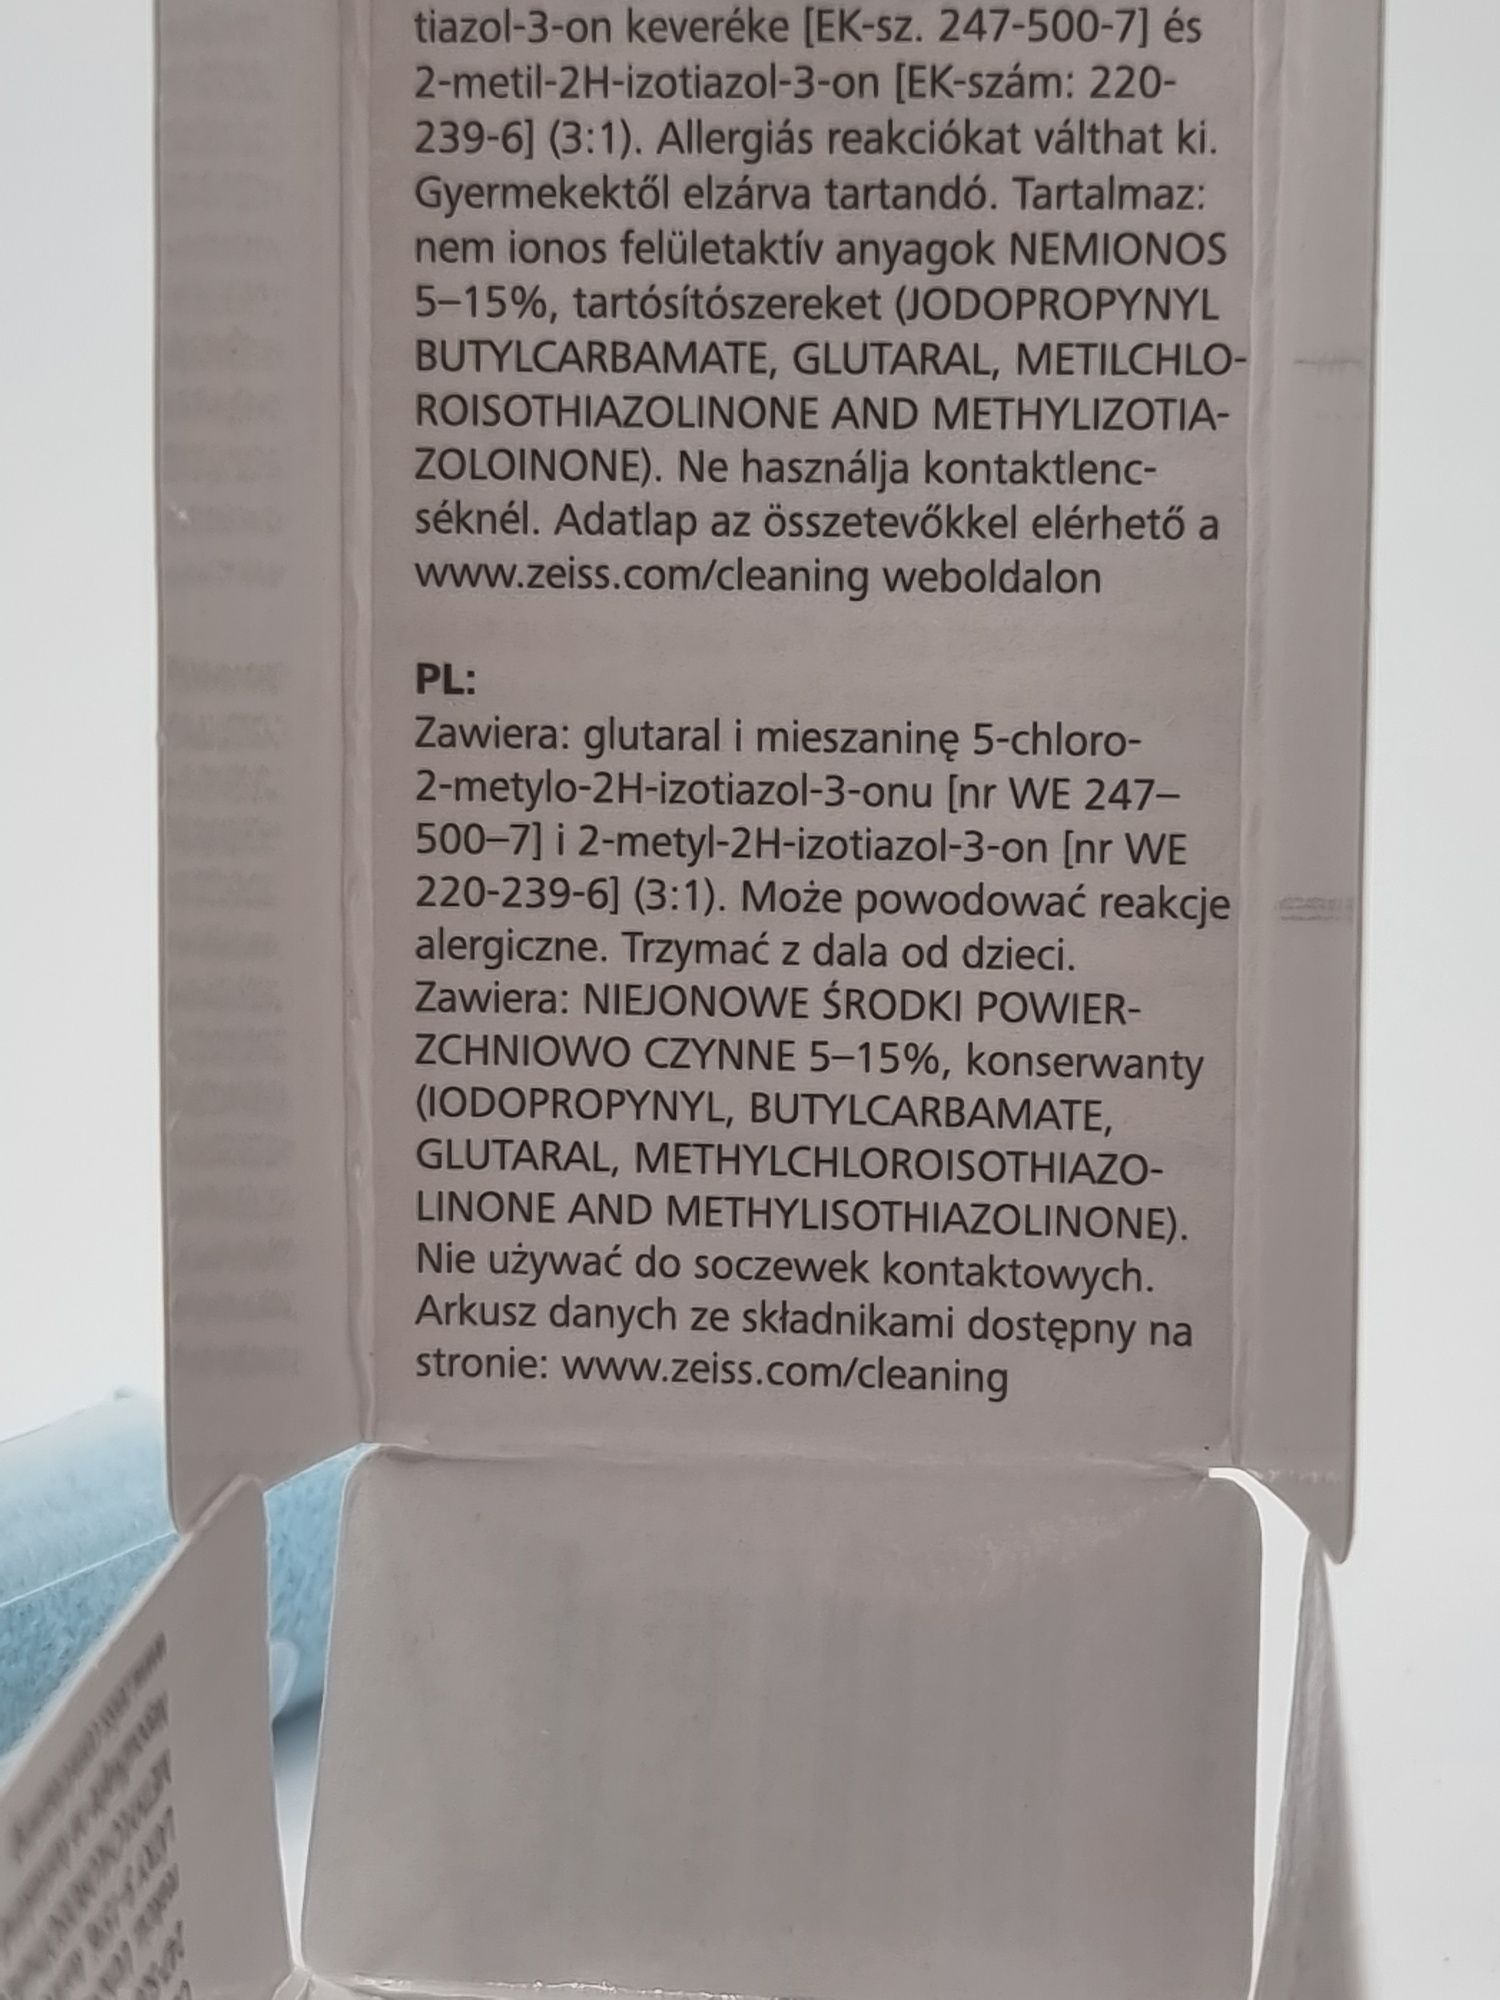 tiazol-3-on keveréke [EK-sz. 247-500-7] és
2-metil-2H-izotiazol-3-on [EK-szám: 220-
239-6] (3:1). Allergiás reakciókat válthat ki.
Gyermekektől elzárva tartandó. Tartalmaz:
nem ionos felületaktív anyagok NEMIONOS
5–15%, tartósítószereket (JODOPROPYNYL
BUTYLCARBAMATE, GLUTARAL, METILCHLO-
ROISOTHIAZOLINONE AND METHYLIZOTIA-
ZOLOINONE). Ne használja kontaktlenc-
séknél. Adatlap az összetevőkkel elérhető a
www.zeiss.com/cleaning weboldalon
PL:
Zawiera: glutaral i mieszaninę 5-chloro-
2-metylo-2H-izotiazol-3-onu [nr WE 247–
500–7] i 2-metyl-2H-izotiazol-3-on [nr WE
220-239-6] (3:1). Może powodować reakcje
alergiczne. Trzymać z dala od dzieci.
Zawiera: NIEJONOWE ŚRODKI POWIER-
ZCHNIOWO CZYNNE 5–15%, konserwanty
(IODOPROPYNYL, BUTYLCARBAMATE,
GLUTARAL, METHYLCHLOROISOTHIAZO-
LINONE AND METHYLISOTHIAZOLINONE).
Nie używać do soczewek kontaktowych.
Arkusz danych ze składnikami dostępny na
stronie: www.zeiss.com/cleaning